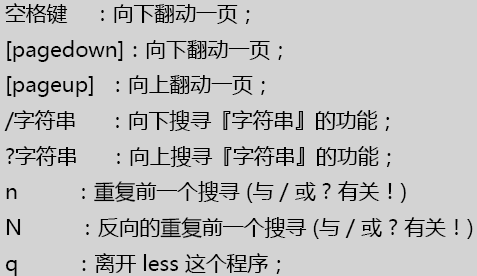 空格键 ：向下翻动一页；
[pagedown]：向下翻动一页；
[pageup] ：向上翻动一页；
/字符串 ：向下搜寻『字符串』的功能；
?字符串 ：向上搜寻『字符串』的功能；
n ：重复前一个搜寻 (与 / 或 ? 有关！)
N ：反向的重复前一个搜寻 (与 / 或 ? 有关！)
q ：离开 less 这个程序；